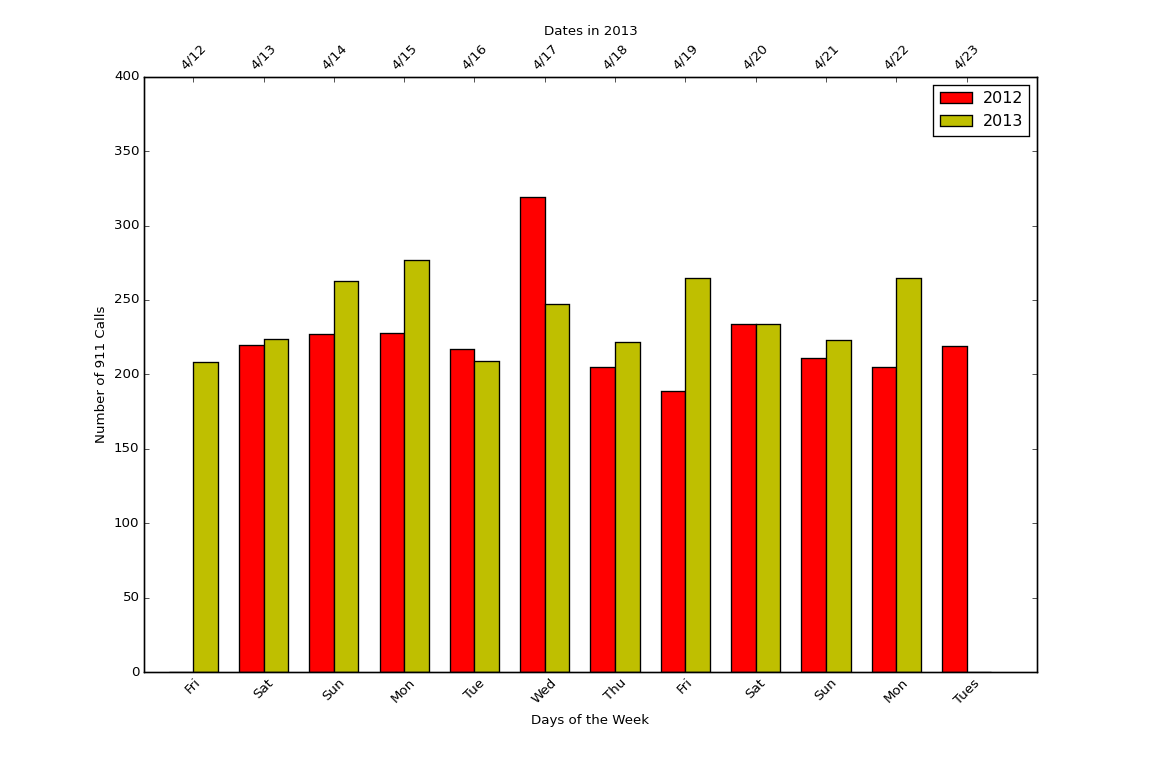 Dates in 2013
4/12 4/13 4/14 4/15 4/16 4/17 4/18 4/19 4/20 4/21 4/22 4/23
2012
2013
400
350
300
250
200
150
100
50
0
Number of 911 Calls
Fri Sat Sun Mon Tue Wed Thu Fri Sat Sun Mon Tues
Days of the Week